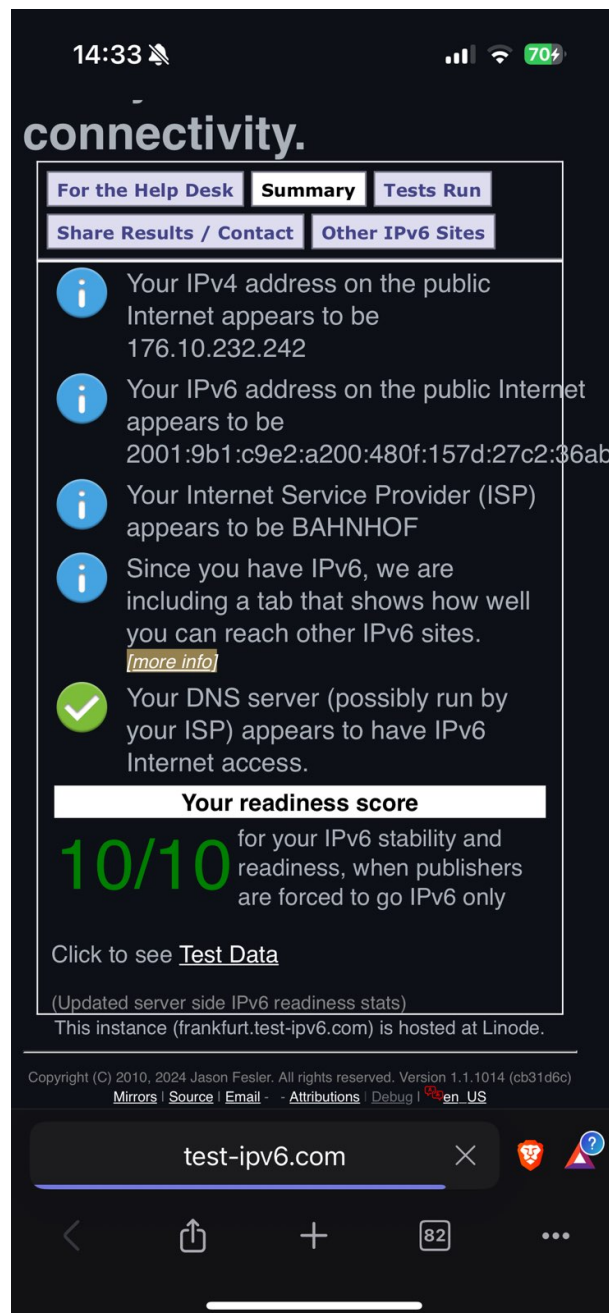 14:33
70
connectivity.
For the Help Desk
Summary
Tests Run
Share Results / Contact
Other IPv6 Sites
Your IPv4 address on the public
Internet appears to be
176.10.232.242
Your IPv6 address on the public Internet
appears to be
2001:9b1:c9e2:a200:480f:157d:27c2:36ab
Your Internet Service Provider (ISP)
appears to be BAHNHOF
Since you have IPv6, we are
including a tab that shows how well
you can reach other IPv6 sites.
[more info]
Your DNS server (possibly run by
your ISP) appears to have IPv6
Internet access.
Your readiness score
10/10
for your IPv6 stability and
readiness, when publishers
are forced to go IPv6 only
Click to see Test Data
(Updated server side IPv6 readiness stats)
This instance (frankfurt.test-ipv6.com) is hosted at Linode.
Copyright (C) 2010, 2024 Jason Fesler. All rights reserved. Version 1.1.1014 (cb31d6c)
Mirrors | Source | Email - - Attributions | Debug | en_US
test-ipv6.com
?
82